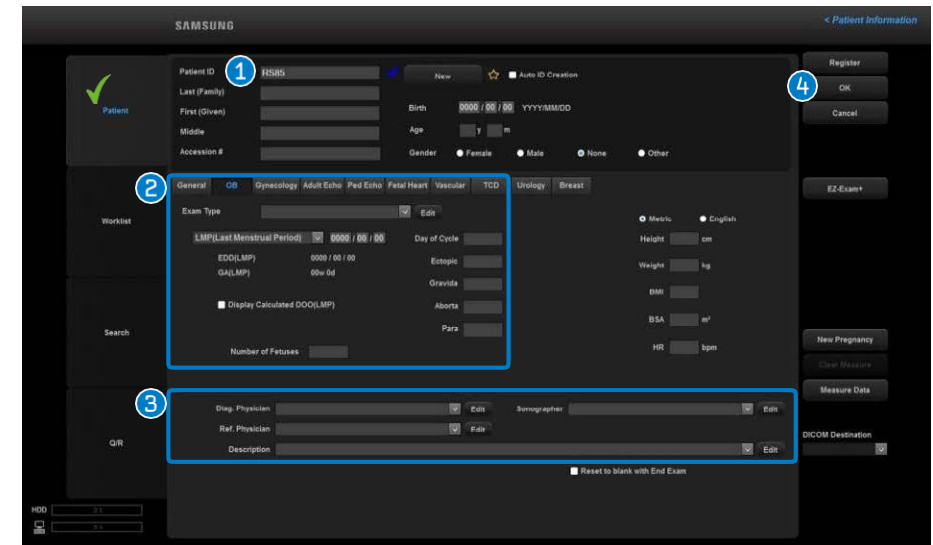 SAMSUNG
< Patient Information
Patient ID 1 RS85 New Auto ID Creation
Last (Family)
First (Given) Birth 0000 / 00 / 00 YYYY/MM/DD
Middle Age y m
Accession # Gender Female Male None Other
Patient
Register
4 OK
Cancel
2
General OB Gynecology Adult Echo Ped Echo Fetal Heart Vascular TCD Urology Breast
EZ-Exam+
Exam Type Edit
Worklist
Metric English
LMP(Last Menstrual Period) 0000 / 00 / 00 Day of Cycle Height cm
EDD(LMP) 0000 / 00 / 00 Ectopic
GA(LMP) 00w 0d Weight kg
Gravida
BMI
Display Calculated DOO(LMP) Aborta
BSA m²
Search Para
New Pregnancy
Number of Fetuses HR bpm
Clear Measure
Measure Data
3
Diag. Physician Edit Sonographer Edit
Ref. Physician Edit
DICOM Destination
Q/R
Description Edit
Reset to blank with End Exam
HDD